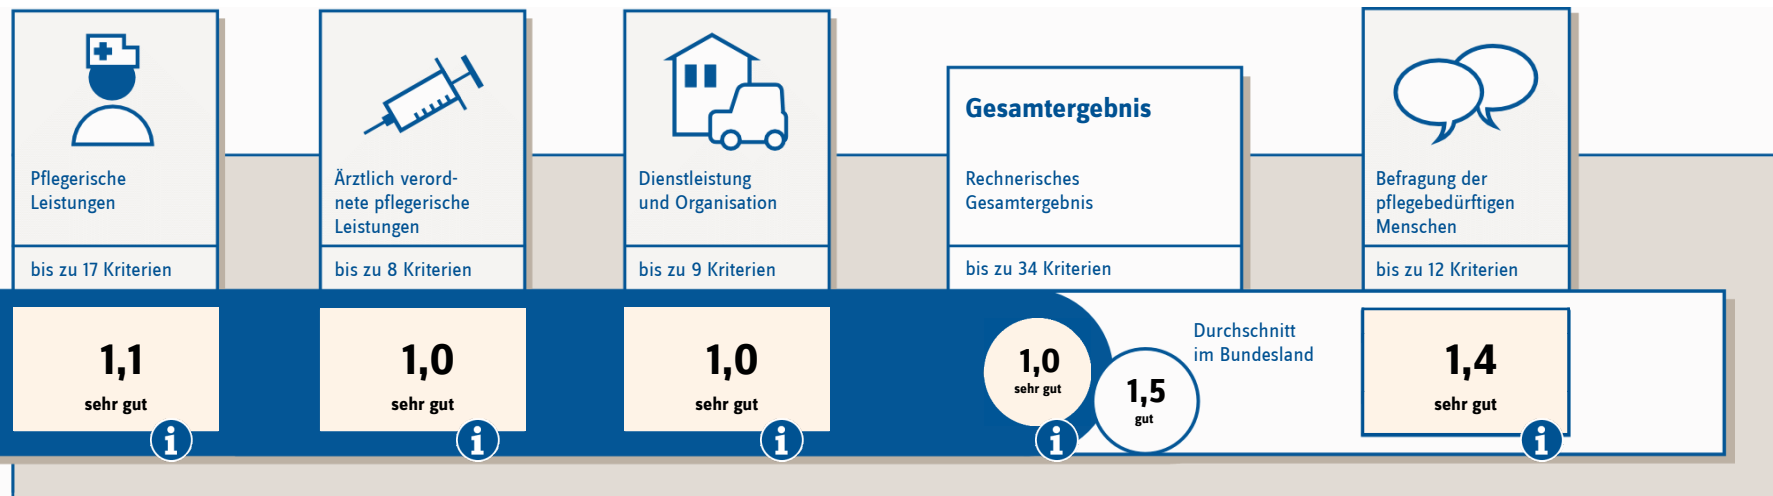 Pflegerische
Leistungen
bis zu 17 Kriterien
1,1
sehr gut
Ärztlich verord-
nete pflegerische
Leistungen
bis zu 8 Kriterien
1,0
sehr gut
Dienstleistung
und Organisation
bis zu 9 Kriterien
1,0
sehr gut
Gesamtergebnis
Rechnerisches
Gesamtergebnis
bis zu 34 Kriterien
1,0
sehr gut
1,5
gut
Durchschnitt
im Bundesland
Befragung der
pflegebedürftigen
Menschen
bis zu 12 Kriterien
1,4
sehr gut